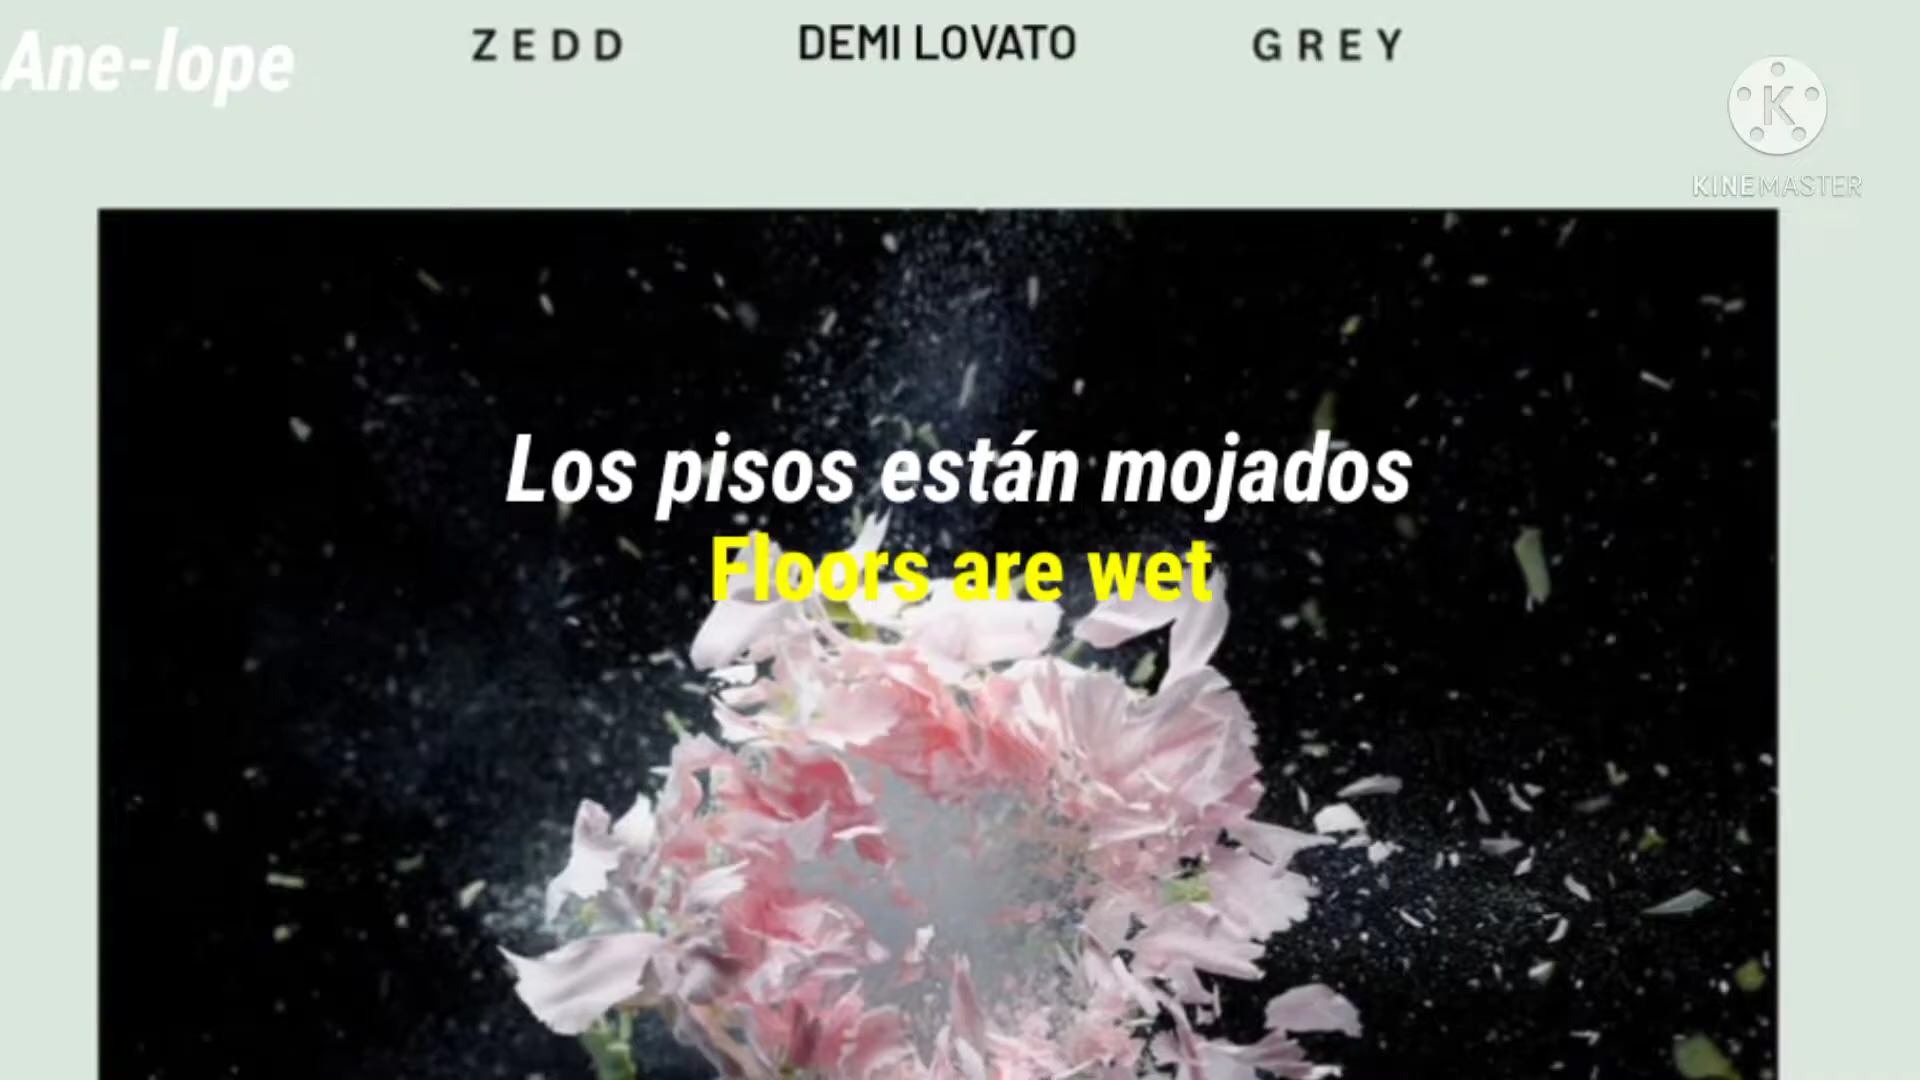 Ane-lope
ZEDD DEMI LOVATO GREY
K
KINEMASTER
Los pisos están mojados
Floors are wet